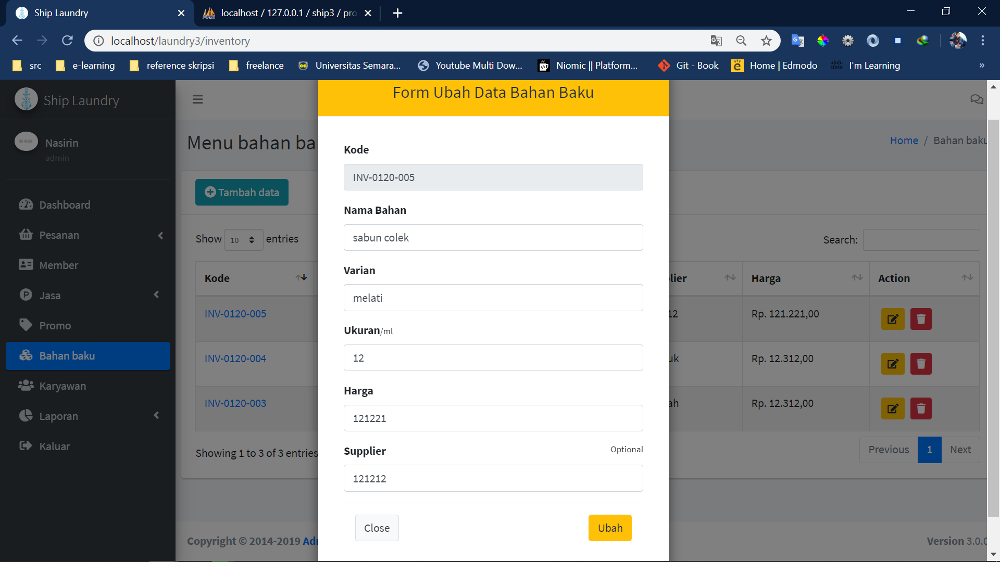 Ship Laundry
localhost / 127.0.0.1 / ship3 / pro
localhost/laundry3/inventory
src
e-learning
reference skripsi
freelance
Universitas Semara...
Youtube Multi Dow...
Niomic || Platform...
Git - Book
Home | Edmodo
I'm Learning
»
Ship Laundry
Nasirin
admin
Dashboard
Pesanan
Member
Jasa
Promo
Bahan baku
Karyawan
Laporan
Kaluar
Menu bahan bal
Home / Bahan baku
Tambah data
Show 10 entries
Search:
Kode
lier
Harga
Action
INV-0120-005
12
Rp. 121.221,00
INV-0120-004
uk
Rp. 12.312,00
INV-0120-003
ah
Rp. 12.312,00
Showing 1 to 3 of 3 entries
Previous 1 Next
Copyright © 2014-2019 Adm
Version 3.0.0
Form Ubah Data Bahan Baku
Kode
INV-0120-005
Nama Bahan
sabun colek
Varian
melati
Ukuran/ml
12
Harga
121221
Supplier
Optional
121212
Close
Ubah